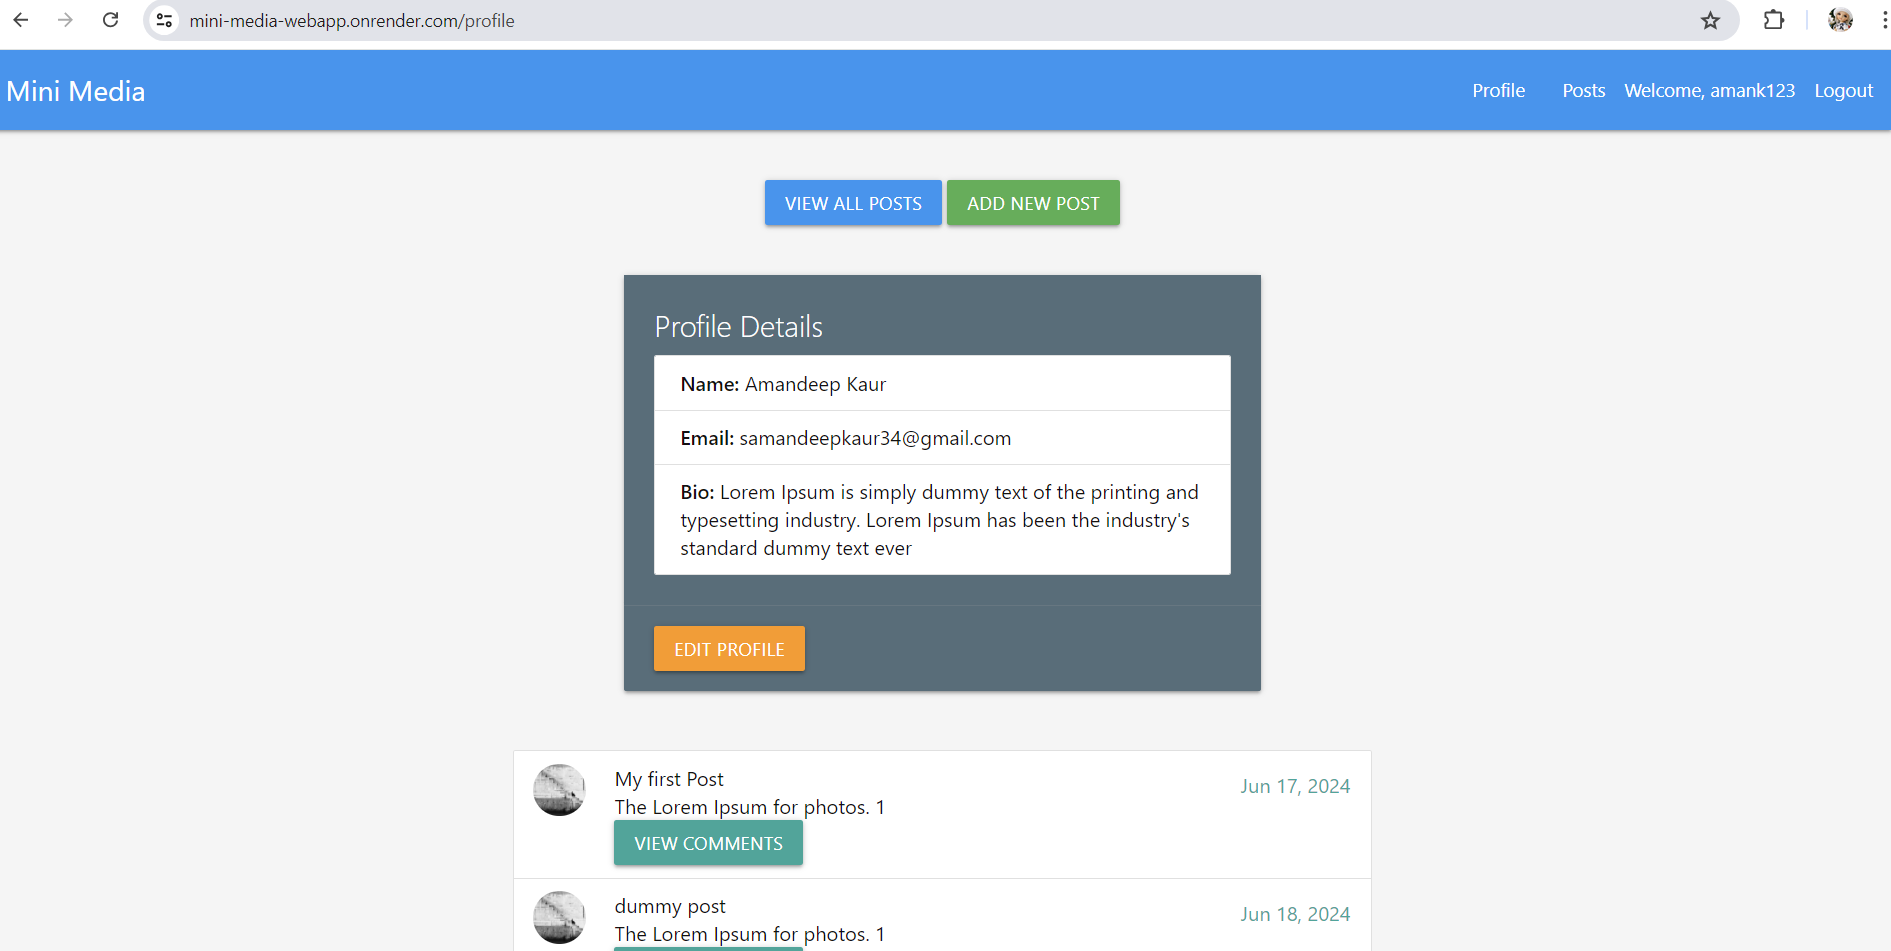 mini-media-webapp.onrender.com/profile
Mini Media
Profile Posts Welcome, amank123 Logout
VIEW ALL POSTS ADD NEW POST
Profile Details
Name: Amandeep Kaur
Email: samandeepkaur34@gmail.com
Bio: Lorem Ipsum is simply dummy text of the printing and
typesetting industry. Lorem Ipsum has been the industry's
standard dummy text ever
EDIT PROFILE
My first Post
Jun 17, 2024
The Lorem Ipsum for photos. 1
VIEW COMMENTS
dummy post
Jun 18, 2024
The Lorem Ipsum for photos. 1